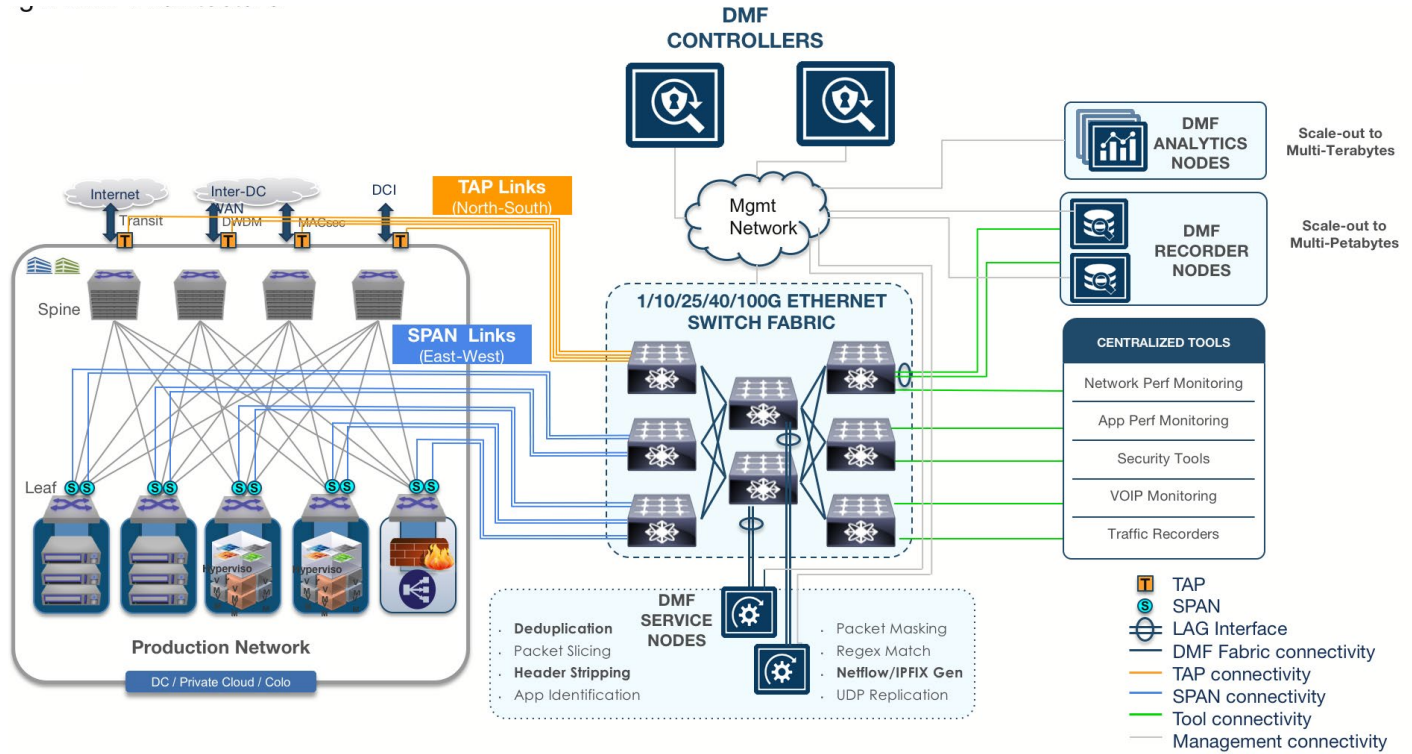 DMF
CONTROLLERS
DMF
ANALYTICS
NODES
Scale-out to
Multi-Terabytes
Internet
Inter-DC
WAN
DCI
TAP Links
(North-South)
Transit
DWDM
MACsec
T
T
T
T
Mgmt
Network
DMF
RECORDER
NODES
Scale-out to
Multi-Petabytes
Spine
1/10/25/40/100G ETHERNET
SWITCH FABRIC
SPAN Links
(East-West)
CENTRALIZED TOOLS
Network Perf Monitoring
App Perf Monitoring
Security Tools
VOIP Monitoring
Traffic Recorders
Leaf
S S
S S
S S
S S
S S
Hyperviso
Hyperviso
Production Network
DC / Private Cloud / Colo
DMF
SERVICE
NODES
· Deduplication
· Packet Slicing
· Header Stripping
· App Identification
· Packet Masking
· Regex Match
· Netflow/IPFIX Gen
· UDP Replication
T TAP
S SPAN
LAG Interface
DMF Fabric connectivity
TAP connectivity
SPAN connectivity
Tool connectivity
Management connectivity